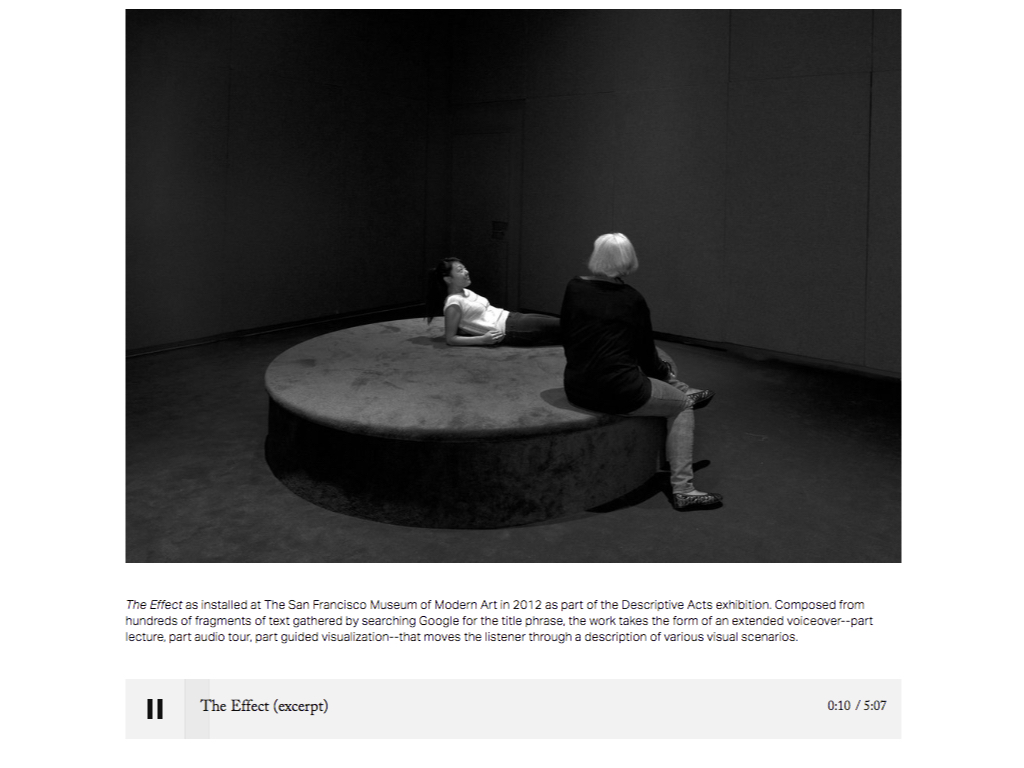 The Effect as installed at The San Francisco Museum of Modern Art in 2012 as part of the Descriptive Acts exhibition. Composed from
hundreds of fragments of text gathered by searching Google for the title phrase, the work takes the form of an extended voiceover--part
lecture, part audio tour, part guided visualization--that moves the listener through a description of various visual scenarios.
The Effect (excerpt) 0:10 / 5:07